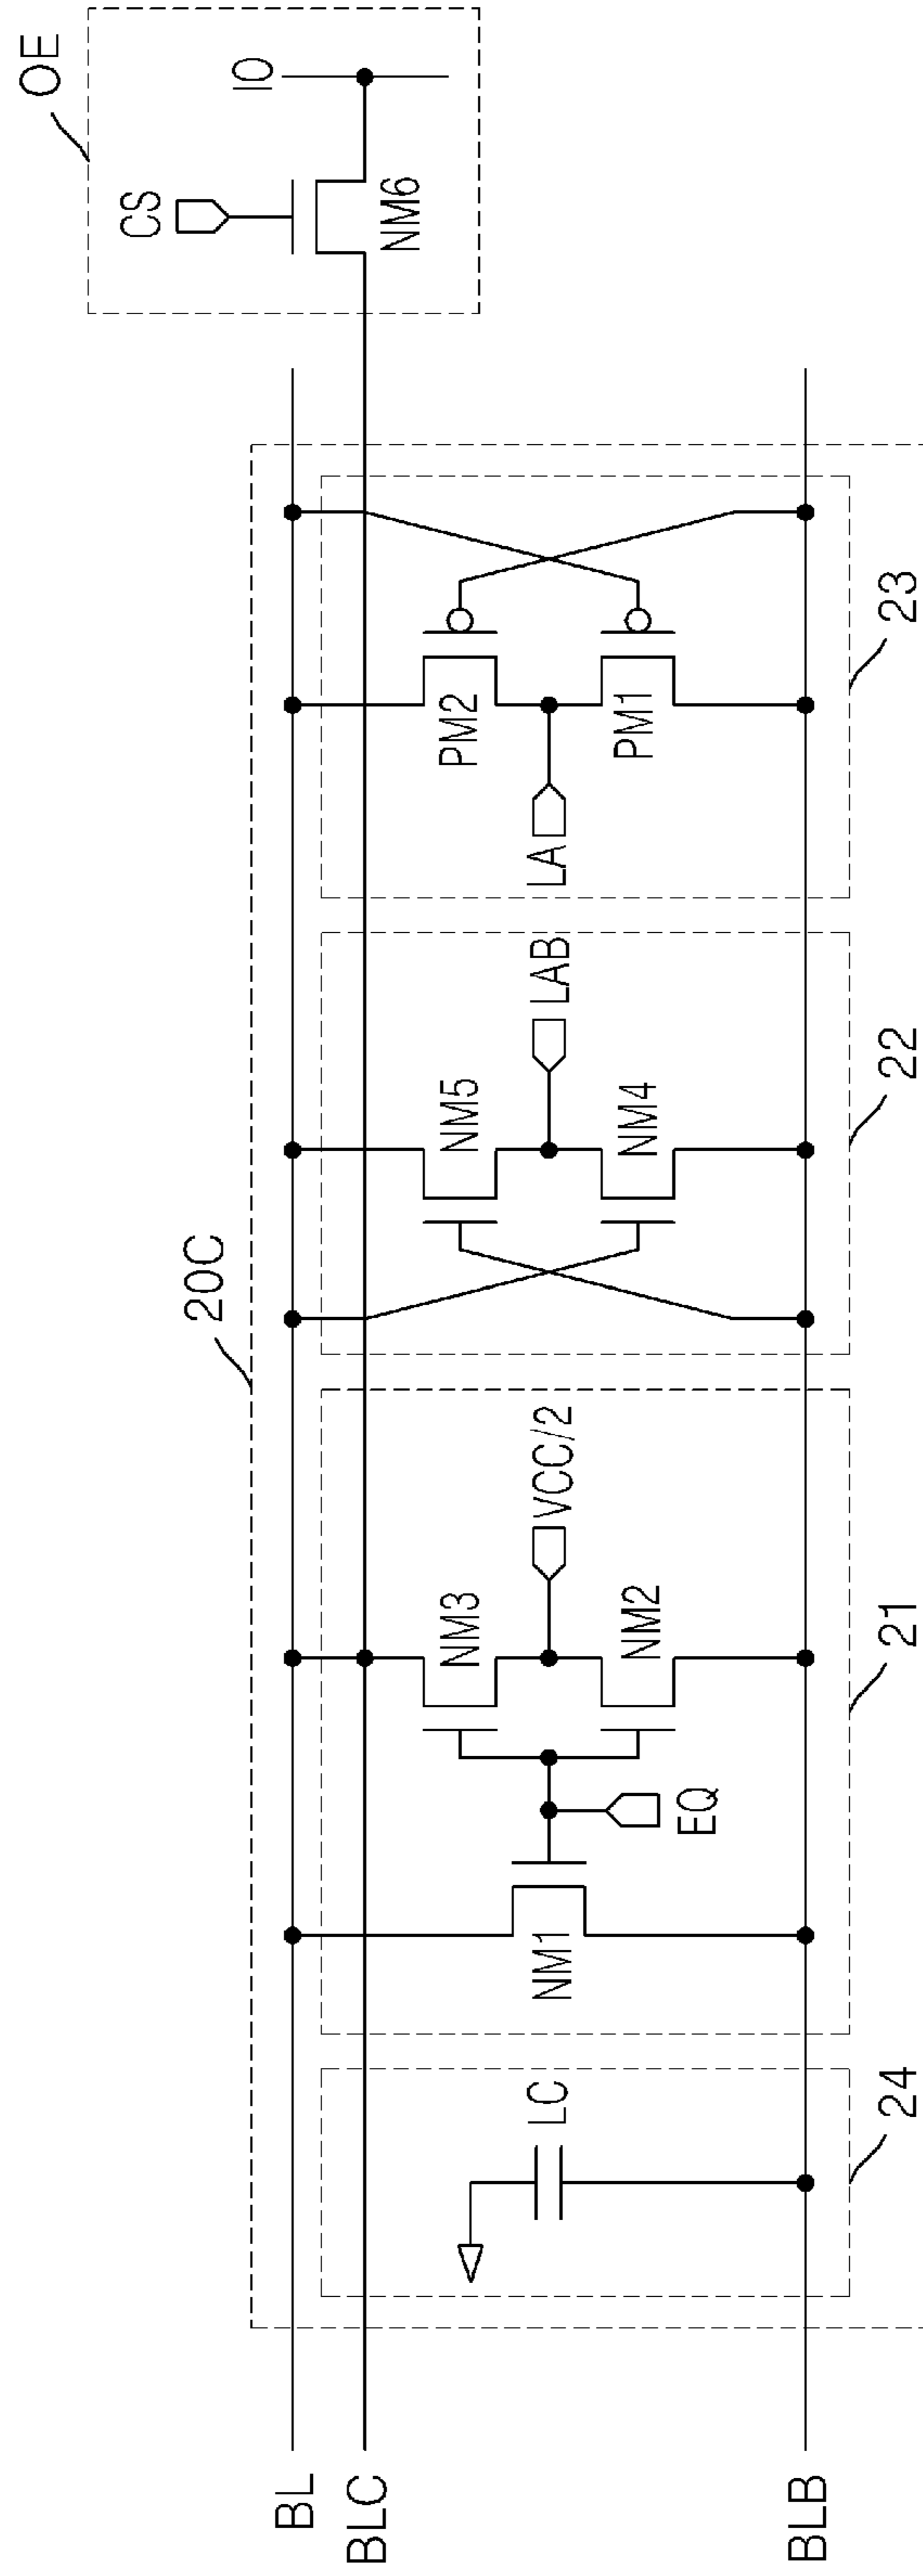 OE
CS
IO
NM6
20C
BL
BLC
BLB
LC
24
NM1
EQ
NM3
VCC/2
NM2
21
NM5
LAB
NM4
22
LA
PM2
PM1
23